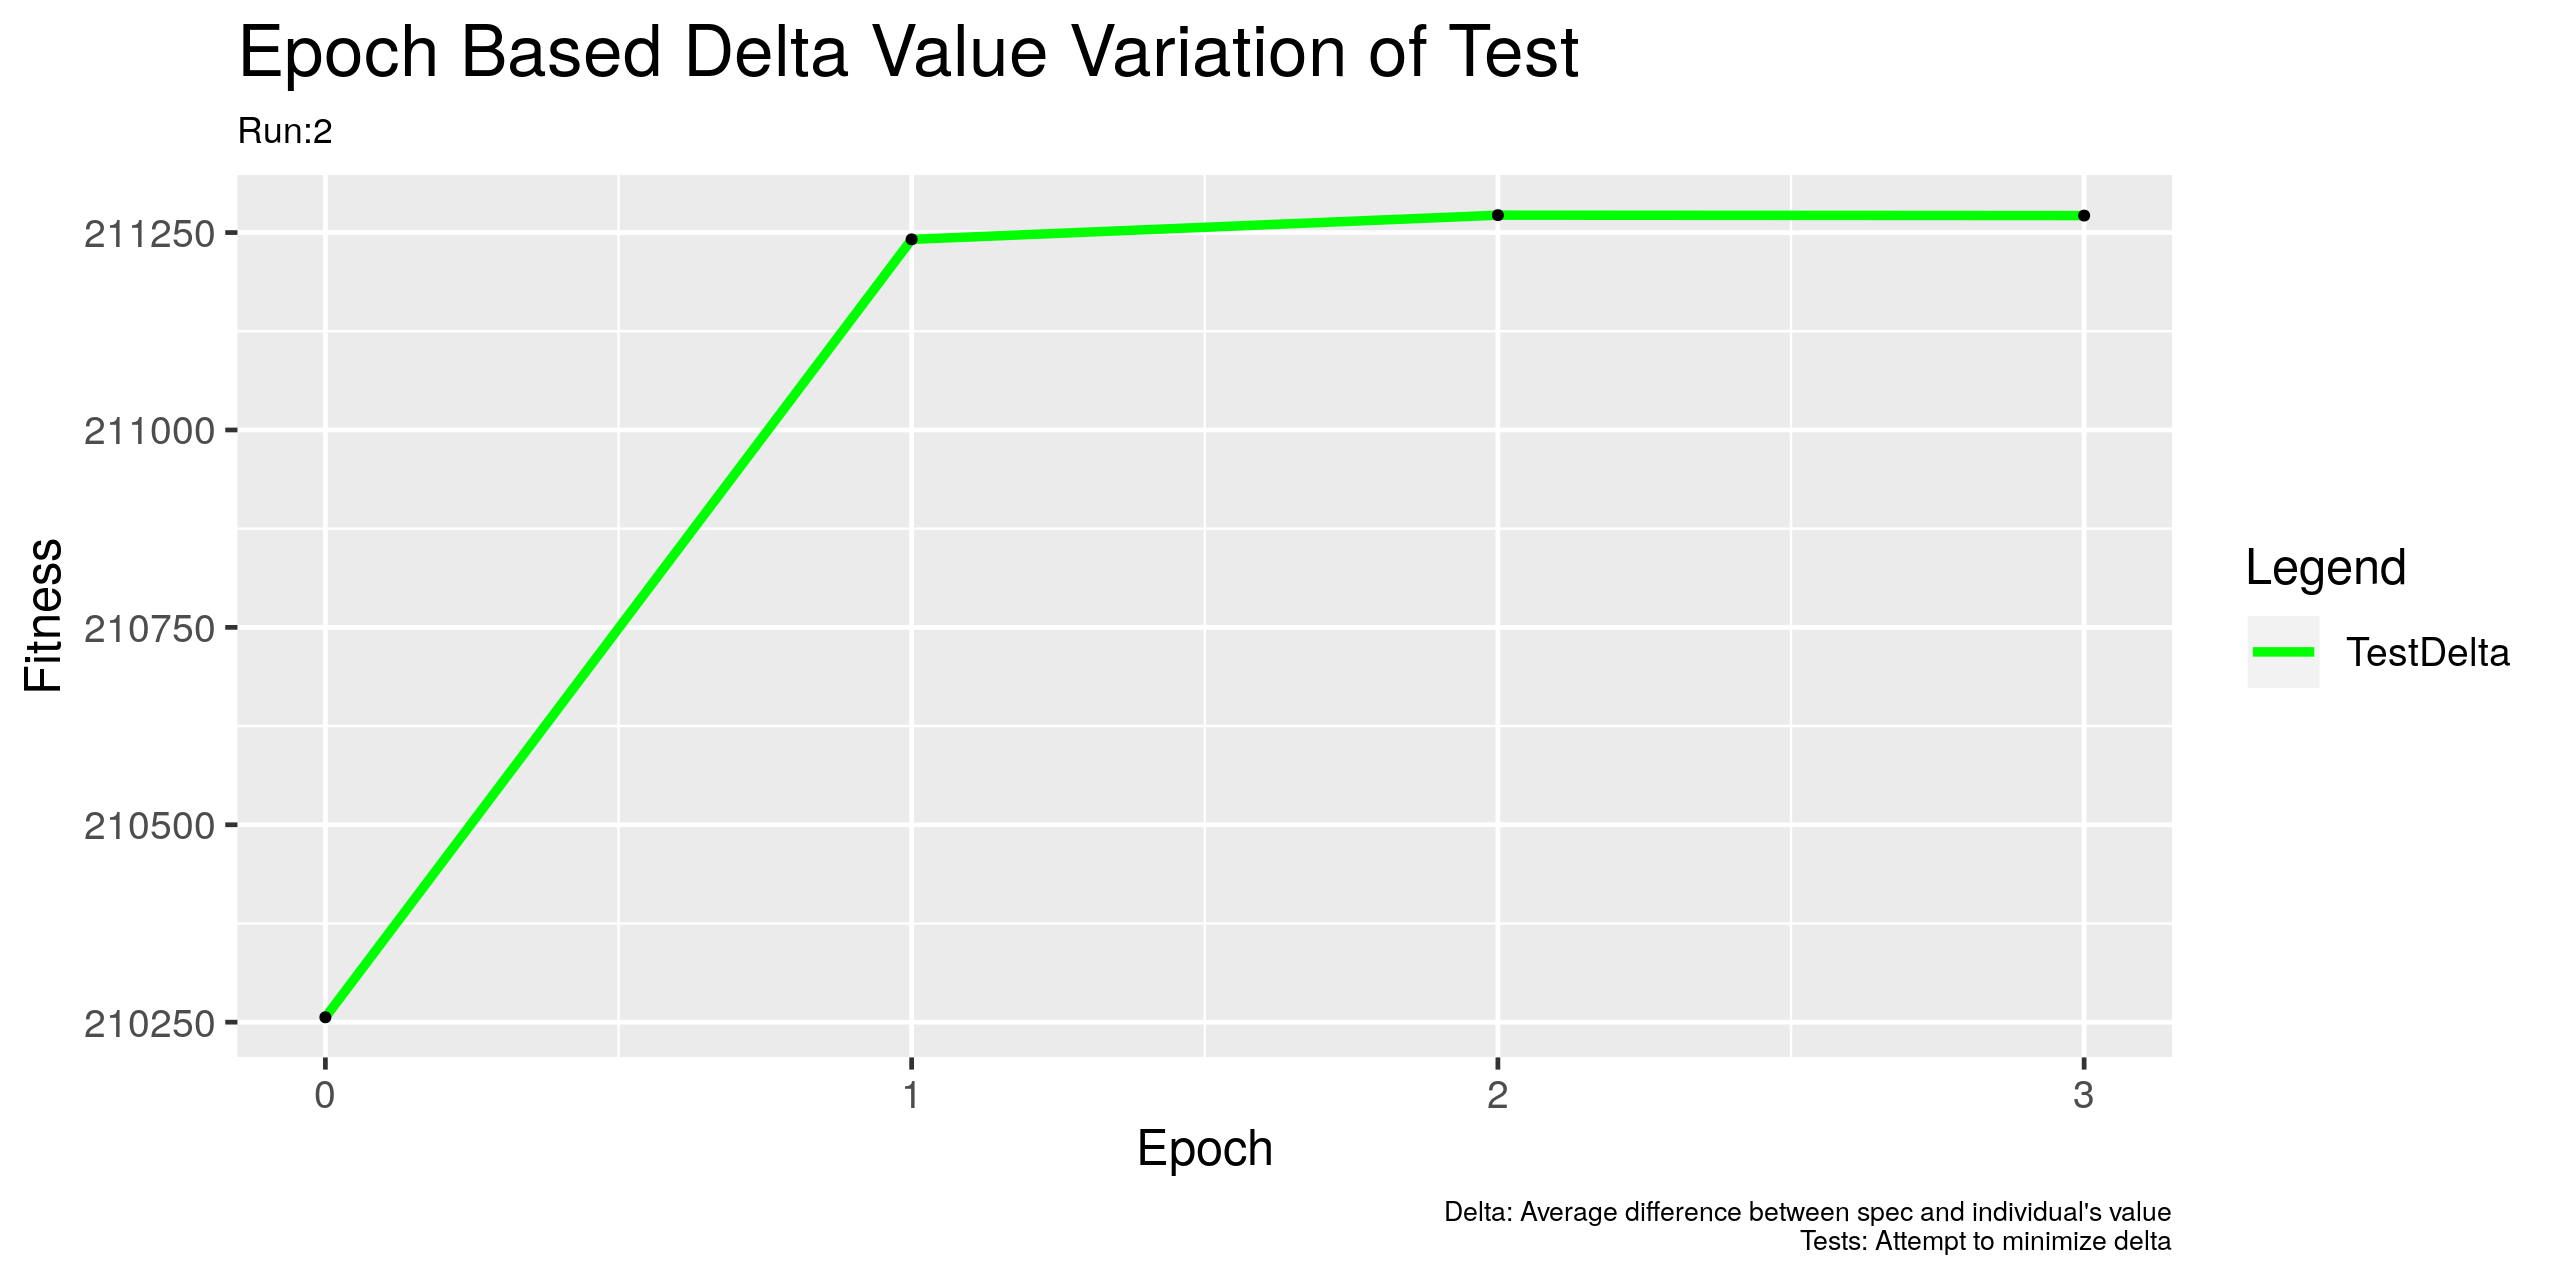 Epoch Based Delta Value Variation of Test
Run:2
211250
211000
210750
210500
210250
Fitness
0 1 2 3
Epoch
Legend
TestDelta
Delta: Average difference between spec and individual's value
Tests: Attempt to minimize delta